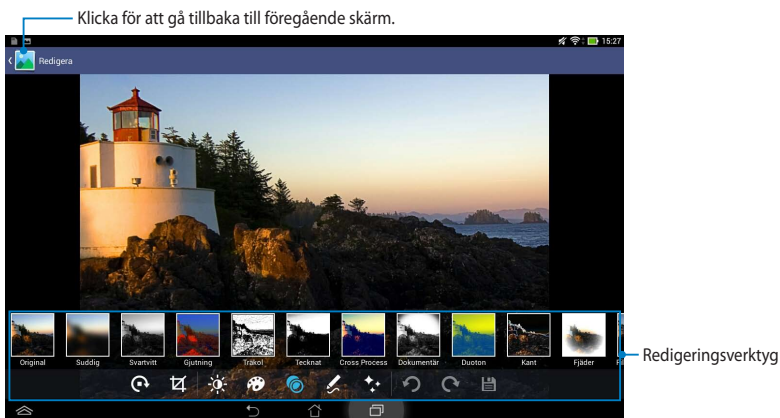 Klicka för att gå tillbaka till föregående skärm.
15:27
Redigera
Original Suddig Svartvitt Gjutning Träkol Tecknat Cross Process Dokumentär Duoton Kant Fjäder
Redigeringsverktyg